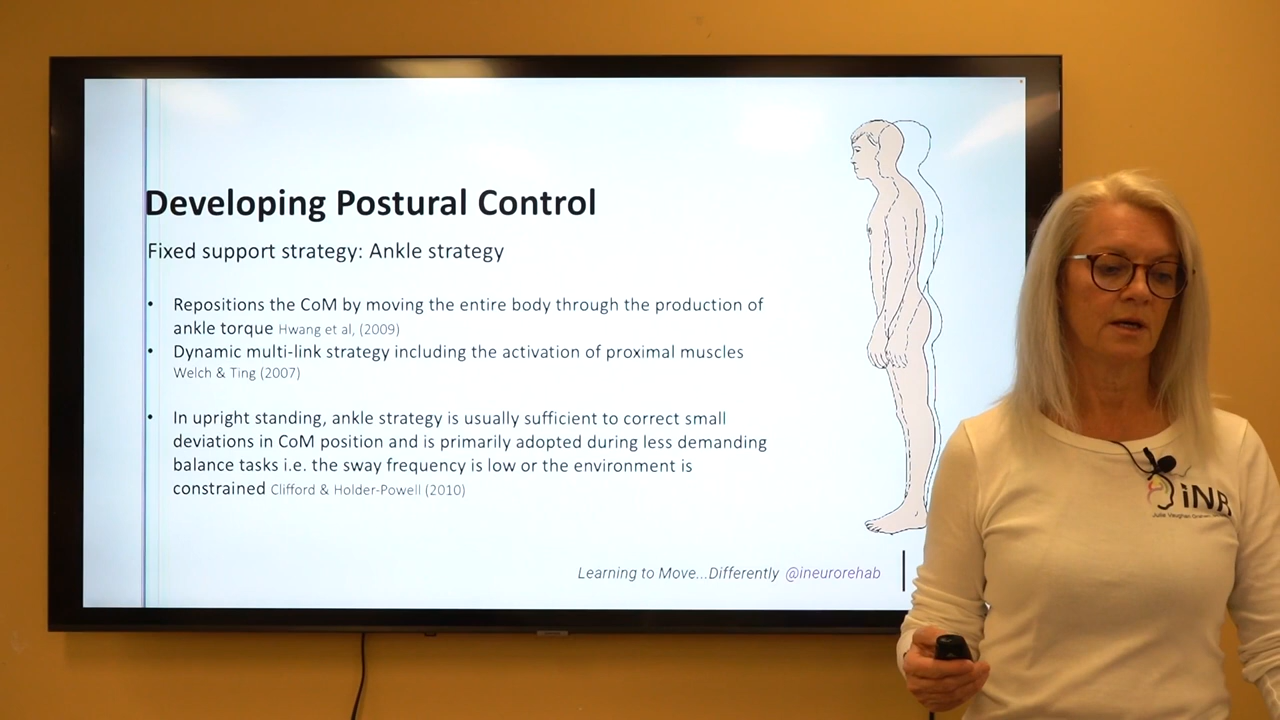 Developing Postural Control
Fixed support strategy: Ankle strategy
• Repositions the CoM by moving the entire body through the production of
ankle torque Hwang et al, (2009)
• Dynamic multi-link strategy including the activation of proximal muscles
Welch & Ting (2007)
• In upright standing, ankle strategy is usually sufficient to correct small
deviations in CoM position and is primarily adopted during less demanding
balance tasks i.e. the sway frequency is low or the environment is
constrained Clifford & Holder-Powell (2010)
Learning to Move...Differently @ineurorehab
iNR
Julie Vaughan